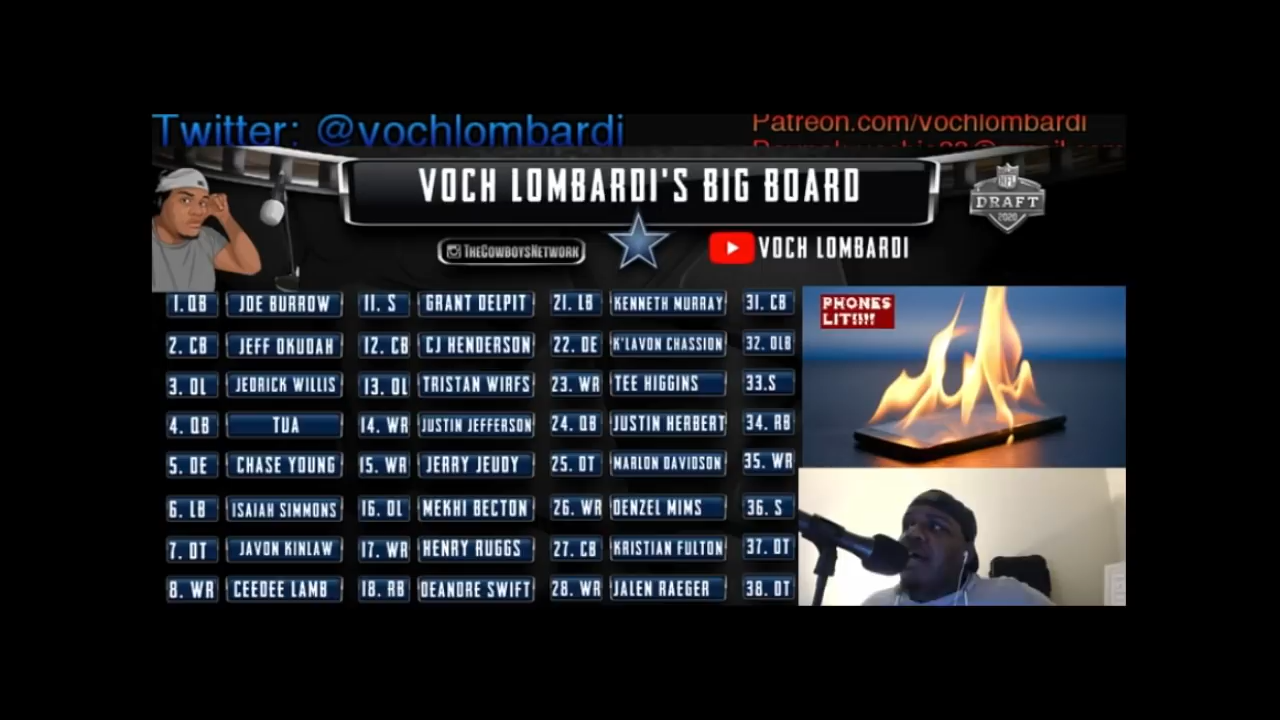 Twitter: @vochlombardi
Patreon.com/vochlombardi
VOCH LOMBARDI'S BIG BOARD
NFL
DRAFT
2020
THECOWBOYSNETWORK
VOCH LOMBARDI
1. QB JOE BURROW 11. S GRANT DELPIT 21. LB KENNETH MURRAY 31. CB
2. CB JEFF OKUDAH 12. CB CJ HENDERSON 22. DE K'LAVON CHASSION 32. OLB
3. OL JEDRICK WILLIS 13. OL TRISTAN WIRFS 23. WR TEE HIGGINS 33.S
4. QB TUA 14. WR JUSTIN JEFFERSON 24. QB JUSTIN HERBERT 34. RB
5. DE CHASE YOUNG 15. WR JERRY JEUDY 25. DT MARLON DAVIDSON 35. WR
6. LB ISAIAH SIMMONS 16. OL MEKHI BECTON 26. WR DENZEL MIMS 36. S
7. DT JAVON KINLAW 17. WR HENRY RUGGS 27. CB KRISTIAN FULTON 37. DT
8. WR CEEDEE LAMB 18. RB DEANDRE SWIFT 28. WR JALEN RAEGER 38. DT
PHONES
LIT!!!